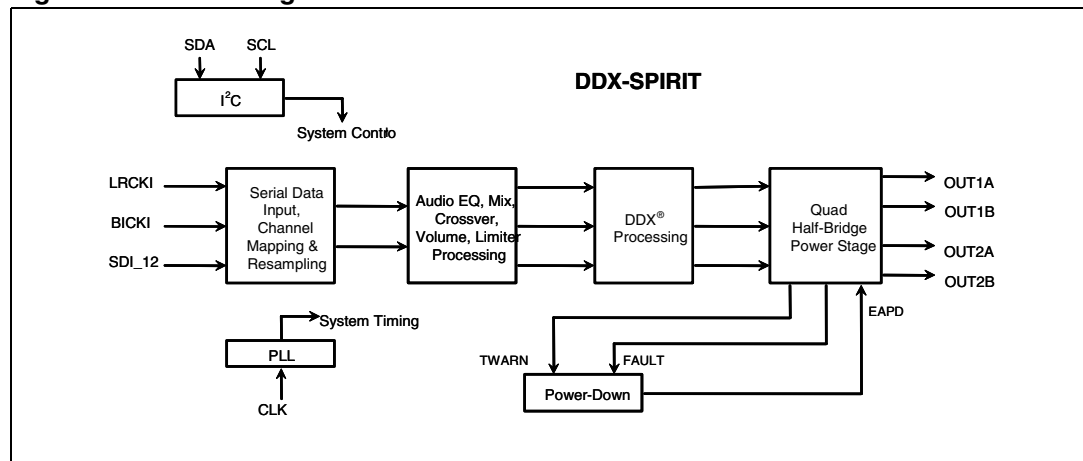 SDA SCL
DDX-SPIRIT
I²C
System Contro
LRCKI
BICKI
SDI_12
Serial Data
Input,
Channel
Mapping &
Resampling
Audio EQ, Mix,
Crossver,
Volume, Limiter
Processing
DDX®
Processing
Quad
Half-Bridge
Power Stage
OUT1A
OUT1B
OUT2A
OUT2B
EAPD
System Timing
PLL
CLK
TWARN
FAULT
Power-Down